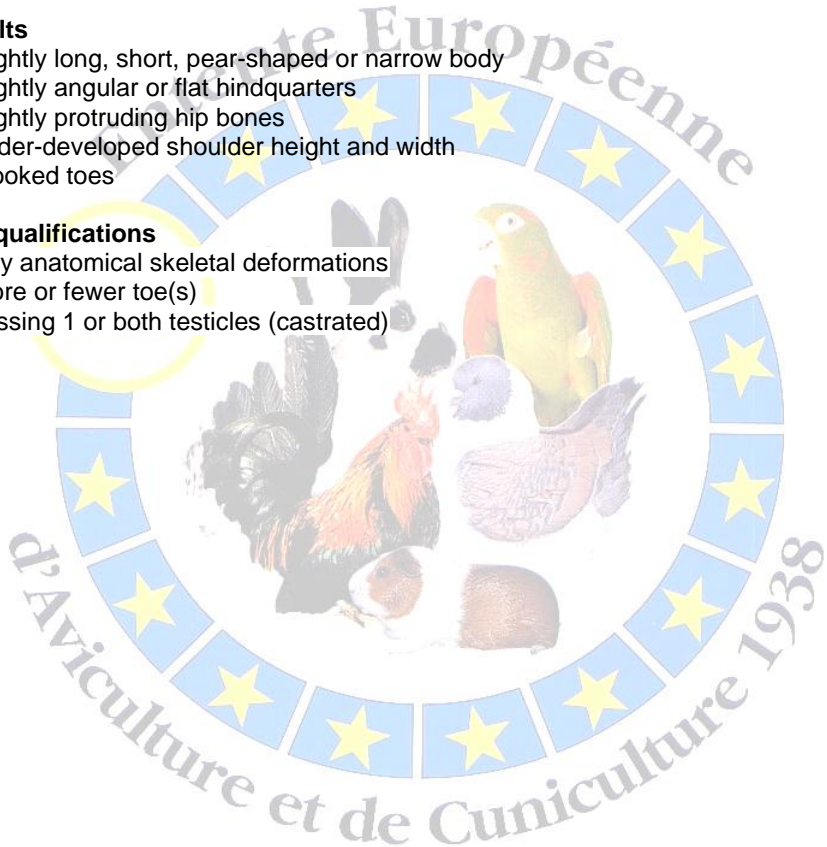 lts
ghtly long, short, pear-shaped or narrow body
ghtly angular or flat hindquarters
ghtly protruding hip bones
der-developed shoulder height and width
ooked toes
qualifications
y anatomical skeletal deformations
ore or fewer toe(s)
ssing 1 or both testicles (castrated)
Entente Européenne
d'Aviculture et de Cuniculture 1938